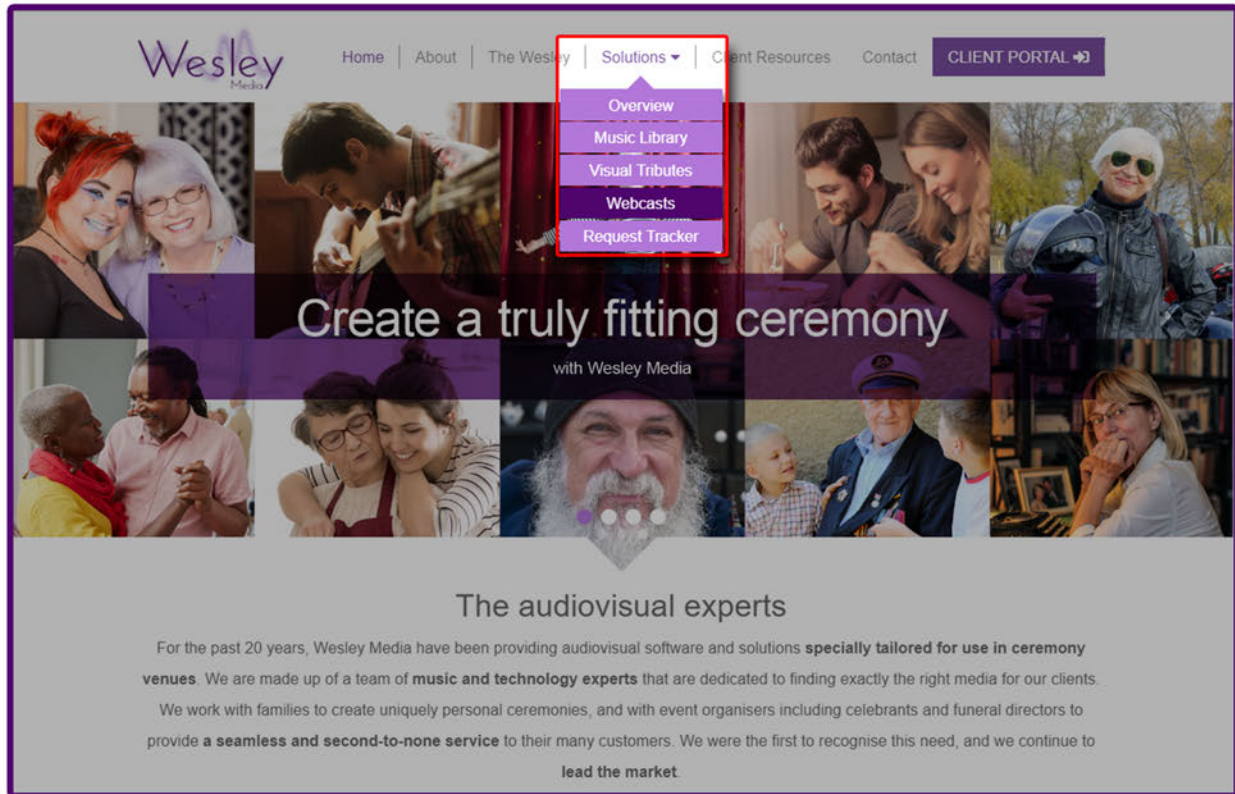 Wesley
Media
Home
About
The Wesley
Solutions
Client Resources
Contact
CLIENT PORTAL
Overview
Music Library
Visual Tributes
Webcasts
Request Tracker
Create a truly fitting ceremony
with Wesley Media
The audiovisual experts
For the past 20 years, Wesley Media have been providing audiovisual software and solutions specially tailored for use in ceremony
venues. We are made up of a team of music and technology experts that are dedicated to finding exactly the right media for our clients.
We work with families to create uniquely personal ceremonies, and with event organisers including celebrants and funeral directors to
provide a seamless and second-to-none service to their many customers. We were the first to recognise this need, and we continue to
lead the market.